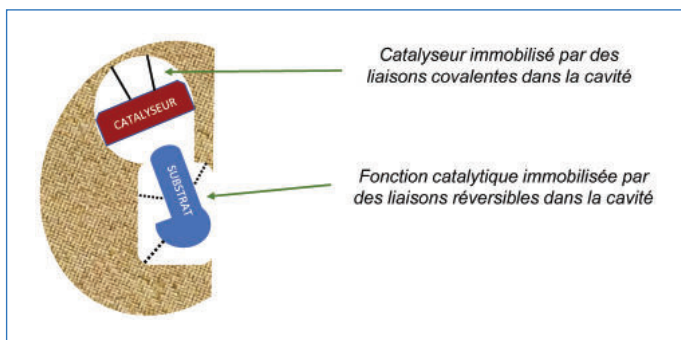 Catalyseur immobilisé par des
liaisons covalentes dans la cavité
CATALYSEUR
SUBSTRAT
Fonction catalytique immobilisée par
des liaisons réversibles dans la cavité